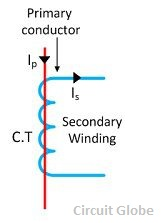 Primary
conductor
Ip
Is
C.T
Secondary
Winding
Circuit Globe